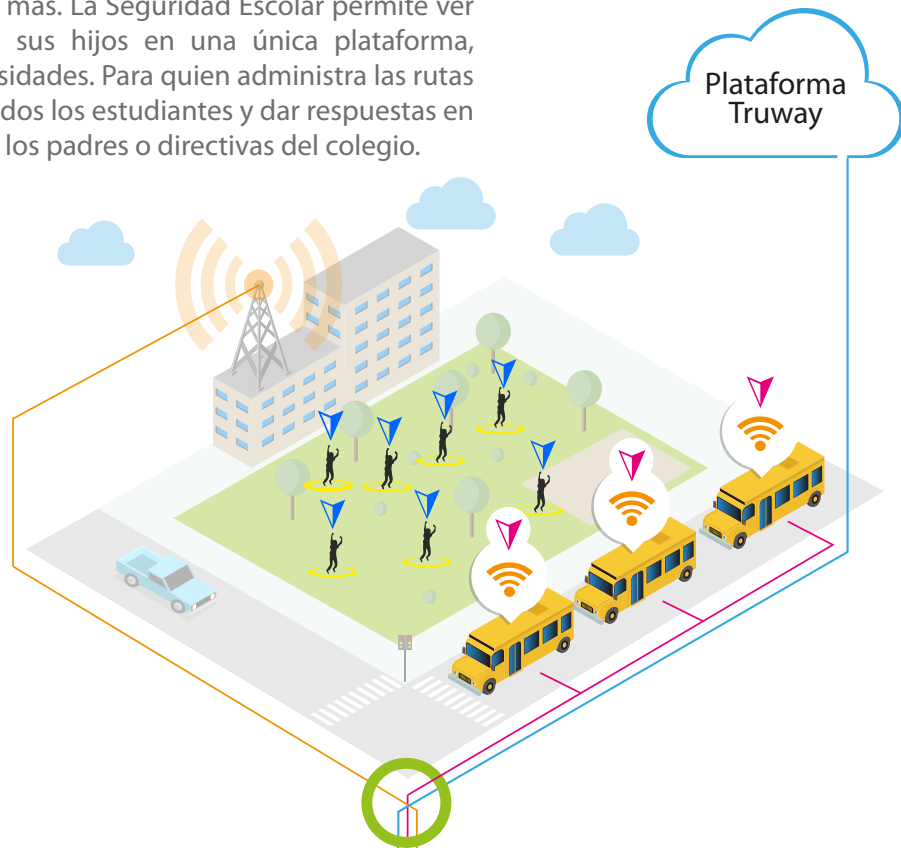 más. La Seguridad Escolar permite ver
sus hijos en una única plataforma,
sidades. Para quien administra las rutas
dos los estudiantes y dar respuestas en
los padres o directivas del colegio.
Plataforma
Truway